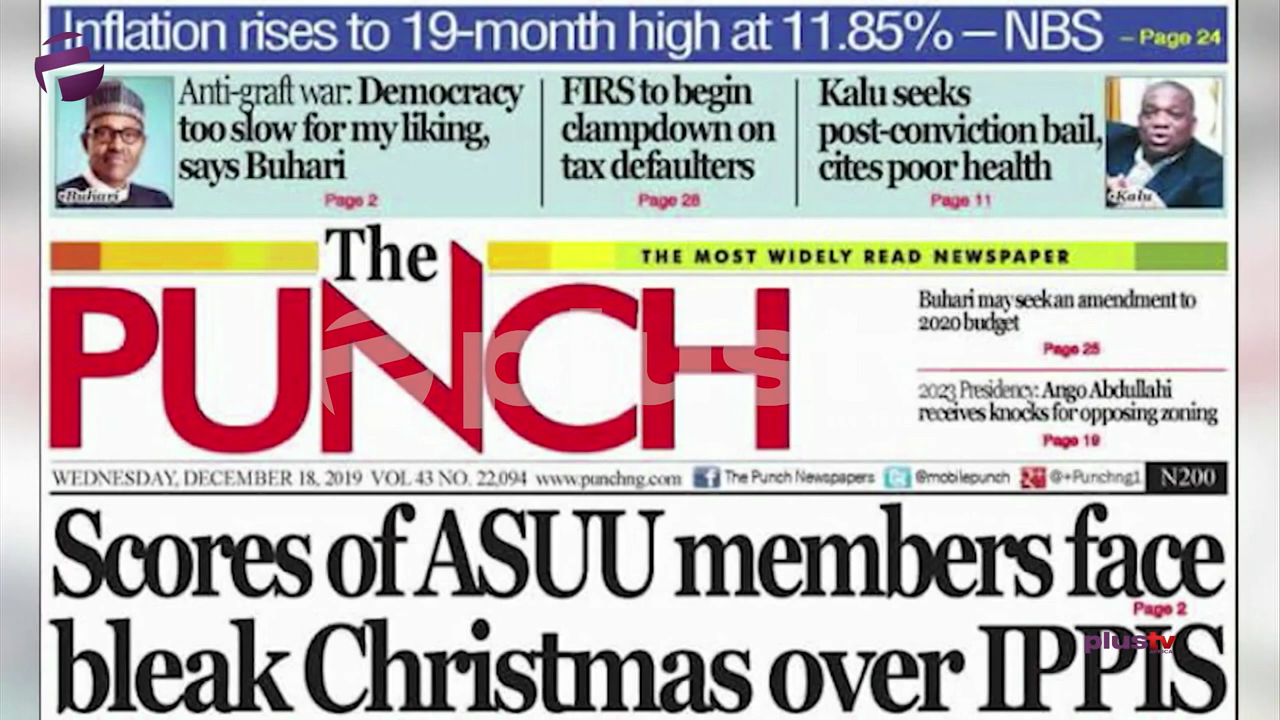 Inflation rises to 19-month high at 11.85% – NBS – Page 24
Anti-graft war: Democracy
too slow for my liking,
says Buhari
Page 2
Buhari
FIRS to begin
clampdown on
tax defaulters
Page 28
Kalu seeks
post-conviction bail,
cites poor health
Page 11
Kalu
The
PUNCH
THE MOST WIDELY READ NEWSPAPER
Buhari may seek an amendment to
2020 budget
Page 25
2023 Presidency: Ango Abdullahi
receives knocks for opposing zoning
Page 19
plus
WEDNESDAY, DECEMBER 18, 2019 VOL 43 NO. 22,094 www.punchng.com The Punch Newspapers @mobilepunch @+Punchng1 N200
Scores of ASUU members face
Page 2
bleak Christmas over IPPIS
plustv